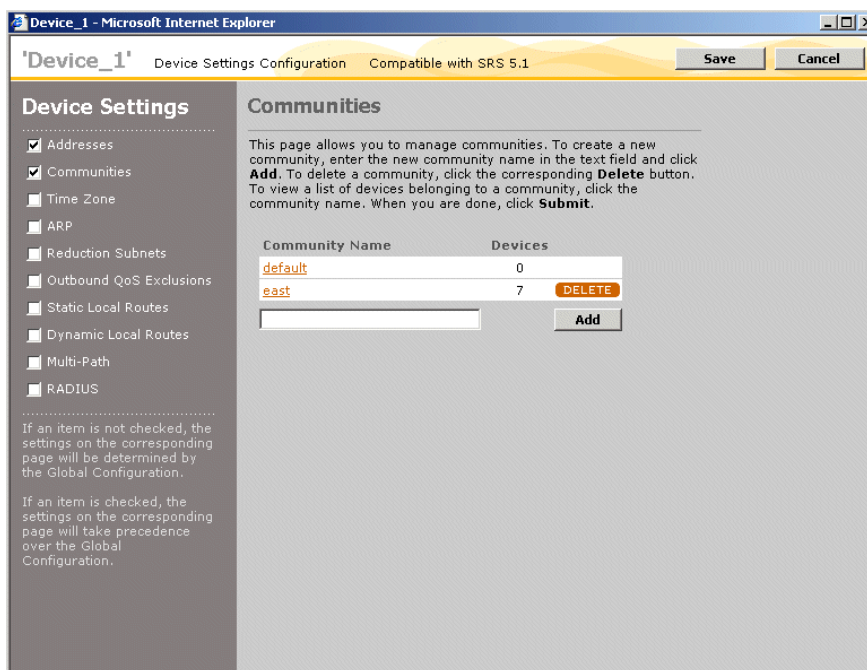 Device_1 - Microsoft Internet Explorer
'Device_1' Device Settings Configuration Compatible with SRS 5.1 Save Cancel
Device Settings
Addresses
Communities
Time Zone
ARP
Reduction Subnets
Outbound QoS Exclusions
Static Local Routes
Dynamic Local Routes
Multi-Path
RADIUS
If an item is not checked, the
settings on the corresponding
page will be determined by
the Global Configuration.
If an item is checked, the
settings on the corresponding
page will take precedence
over the Global
Configuration.
Communities
This page allows you to manage communities. To create a new
community, enter the new community name in the text field and click
Add. To delete a community, click the corresponding Delete button.
To view a list of devices belonging to a community, click the
community name. When you are done, click Submit.
Community Name Devices
default 0
east 7 DELETE
Add